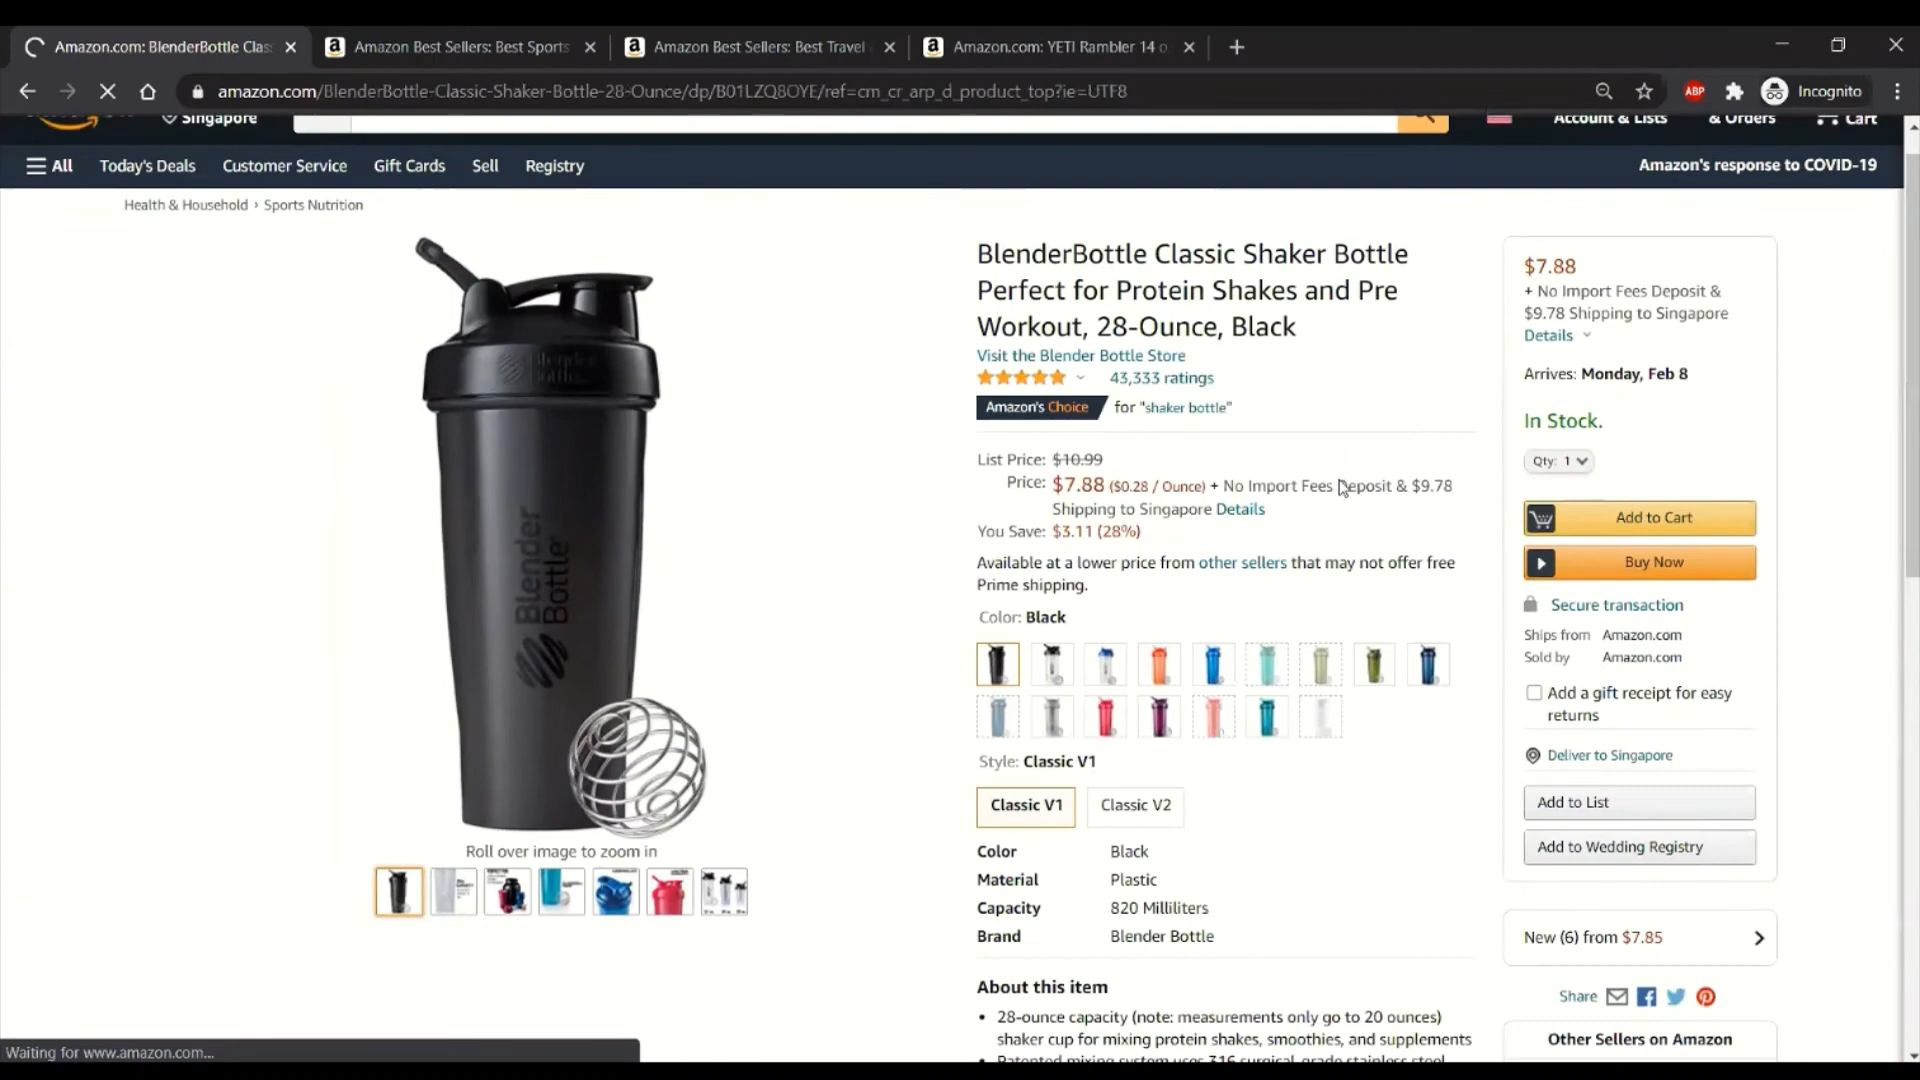 Amazon.com: BlenderBottle Clas
Amazon Best Sellers: Best Sports
Amazon Best Sellers: Best Travel
Amazon.com: YETI Rambler 14 o
amazon.com/BlenderBottle-Classic-Shaker-Bottle-28-Ounce/dp/B01LZQ8OYE/ref=cm_cr_arp_d_product_top?ie=UTF8
ABP
Incognito
Singapore
Account & Lists
& Orders
Cart
All
Today's Deals
Customer Service
Gift Cards
Sell
Registry
Amazon's response to COVID-19
Health & Household › Sports Nutrition
Blender
Bottle
Roll over image to zoom in
BlenderBottle Classic Shaker Bottle
Perfect for Protein Shakes and Pre
Workout, 28-Ounce, Black
Visit the Blender Bottle Store
43,333 ratings
Amazon's Choice for "shaker bottle"
List Price: $10.99
Price: $7.88 ($0.28 / Ounce) + No Import Fees Deposit & $9.78
Shipping to Singapore Details
You Save: $3.11 (28%)
Available at a lower price from other sellers that may not offer free
Prime shipping.
Color: Black
Style: Classic V1
Classic V1
Classic V2
Color Black
Material Plastic
Capacity 820 Milliliters
Brand Blender Bottle
About this item
• 28-ounce capacity (note: measurements only go to 20 ounces)
shaker cup for mixing protein shakes, smoothies, and supplements
• Patented mixing system uses 316 surgical-grade stainless steel
$7.88
+ No Import Fees Deposit &
$9.78 Shipping to Singapore
Details
Arrives: Monday, Feb 8
In Stock.
Qty: 1
Add to Cart
Buy Now
Secure transaction
Ships from Amazon.com
Sold by Amazon.com
Add a gift receipt for easy
returns
Deliver to Singapore
Add to List
Add to Wedding Registry
New (6) from $7.85
Share
Other Sellers on Amazon
Waiting for www.amazon.com...